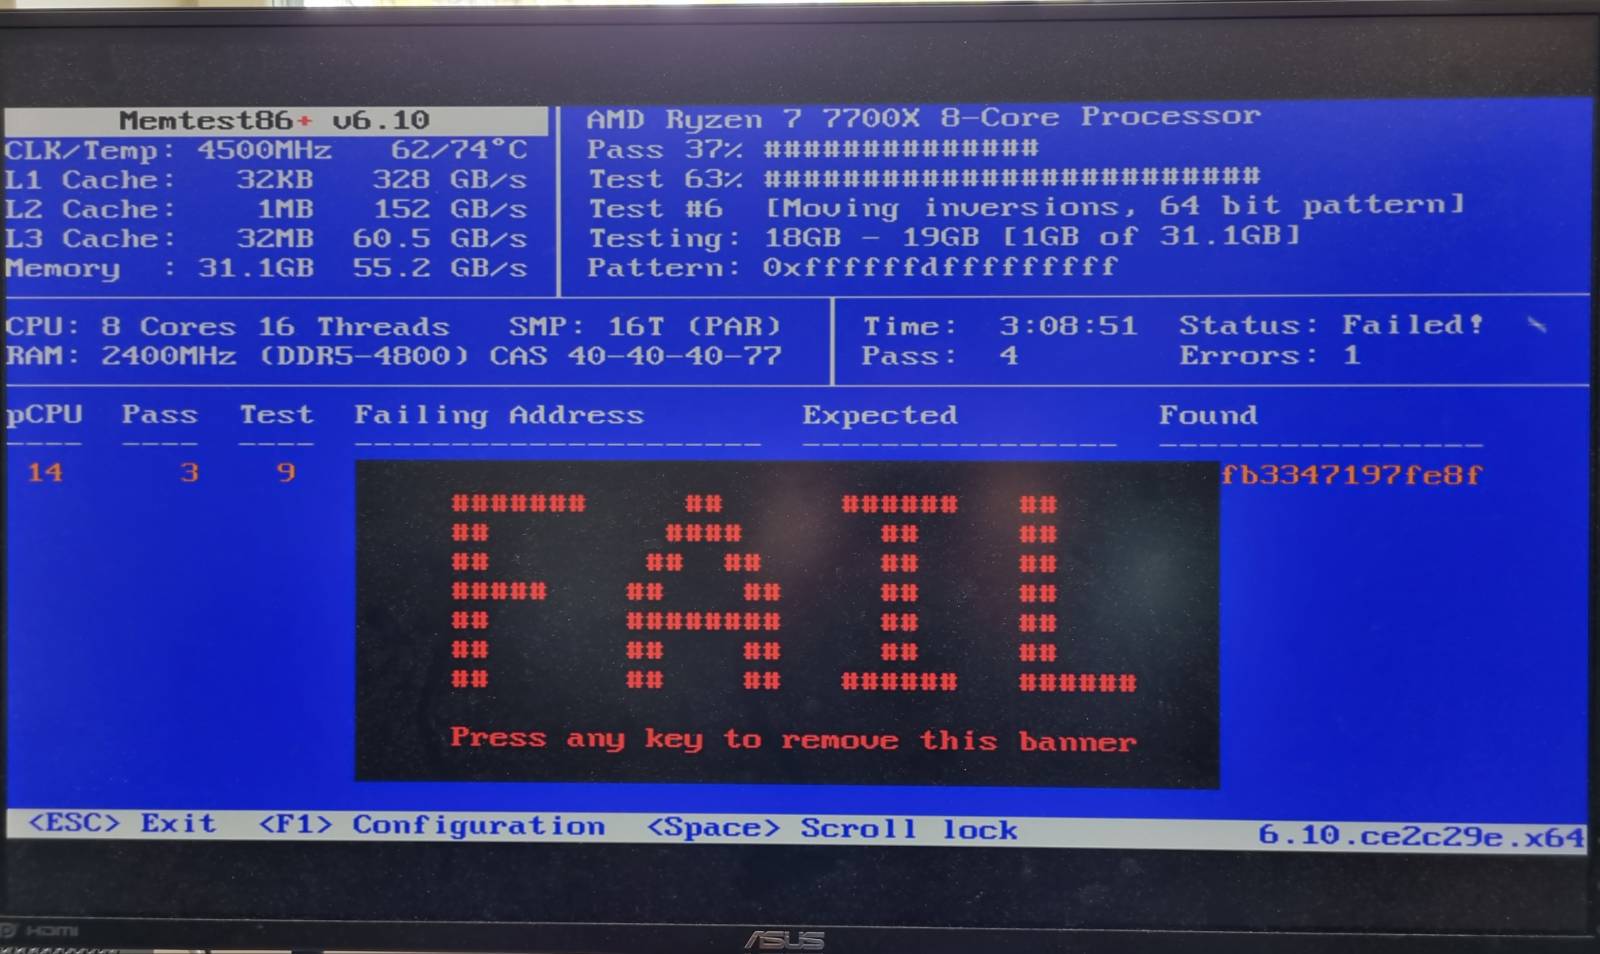 Memtest86+ v6.10
AMD Ryzen 7 7700X 8-Core Processor
CLK/Temp: 4500MHz 62/74°C
Pass 37% ##############
L1 Cache: 32KB 328 GB/s
Test 63% #########################
L2 Cache: 1MB 152 GB/s
Test #6 [Moving inversions, 64 bit pattern]
L3 Cache: 32MB 60.5 GB/s
Testing: 18GB - 19GB [1GB of 31.1GB]
Memory : 31.1GB 55.2 GB/s
Pattern: 0xffffffdfffffffff
CPU: 8 Cores 16 Threads SMP: 16T (PAR)
Time: 3:08:51 Status: Failed! \
RAM: 2400MHz (DDR5-4800) CAS 40-40-40-77
Pass: 4 Errors: 1
pCPU Pass Test Failing Address Expected Found
14 3 9 fb3347197fe8f
FAIL
Press any key to remove this banner
<ESC> Exit <F1> Configuration <Space> Scroll lock 6.10.ce2c29e.x64
HDMI
ASUS